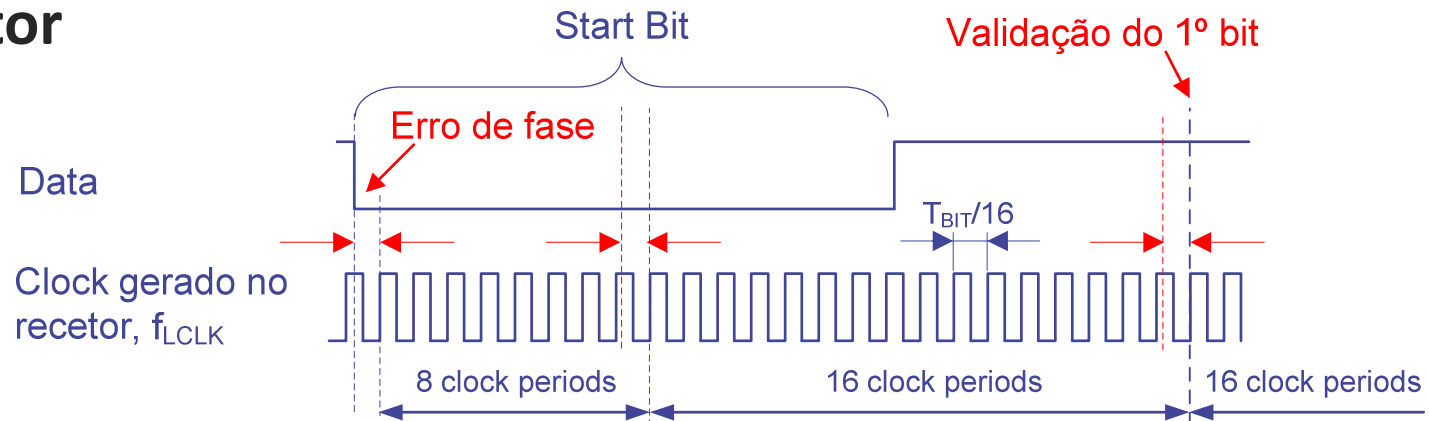 tor
Start Bit
Validação do 1º bit
Erro de fase
Data
T_BIT/16
Clock gerado no
recetor, f_LCLK
8 clock periods
16 clock periods
16 clock periods